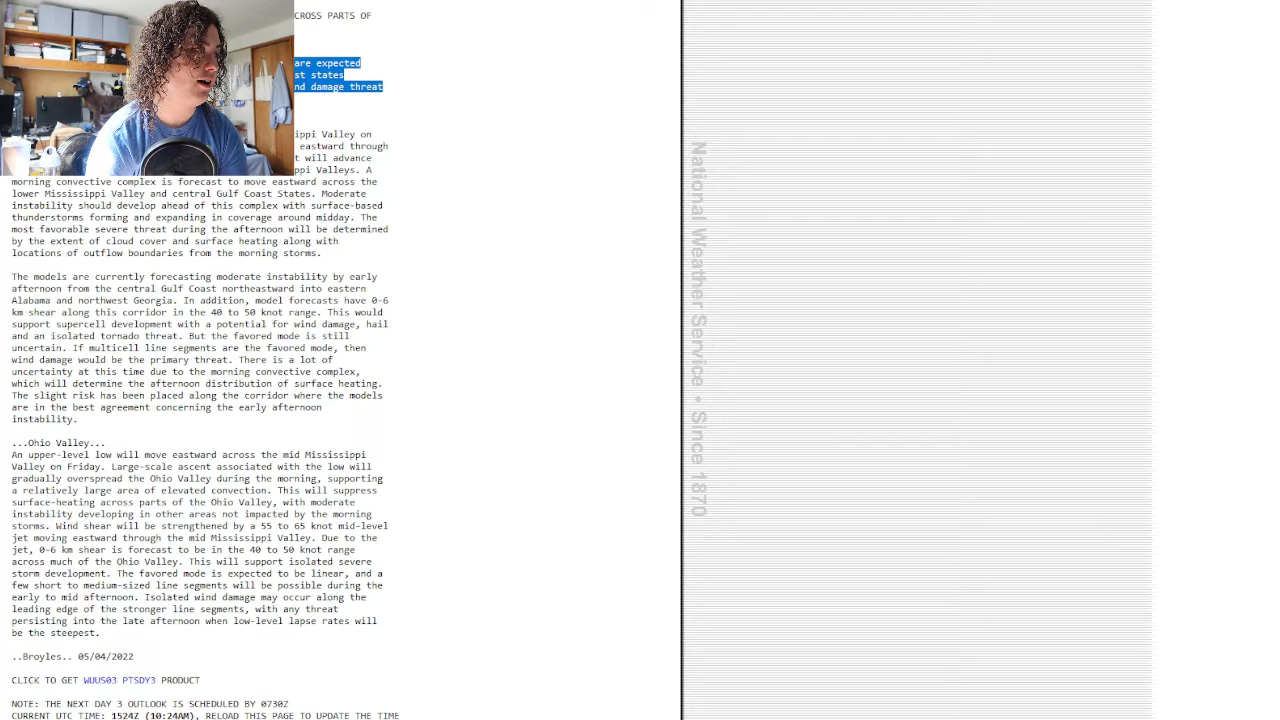 CROSS PARTS OF
are expected
st states
nd damage threat
ippi Valley on
eastward through
t will advance
ppi Valleys. A
morning convective complex is forecast to move eastward across the
lower Mississippi Valley and central Gulf Coast States. Moderate
instability should develop ahead of this complex with surface-based
thunderstorms forming and expanding in coverage around midday. The
most favorable severe threat during the afternoon will be determined
by the extent of cloud cover and surface heating along with
locations of outflow boundaries from the morning storms.
The models are currently forecasting moderate instability by early
afternoon from the central Gulf Coast northeastward into eastern
Alabama and northwest Georgia. In addition, model forecasts have 0-6
km shear along this corridor in the 40 to 50 knot range. This would
support supercell development with a potential for wind damage, hail
and an isolated tornado threat. But the favored mode is still
uncertain. If multicell line segments are the favored mode, then
wind damage would be the primary threat. There is a lot of
uncertainty at this time due to the morning convective complex,
which will determine the afternoon distribution of surface heating.
The slight risk has been placed along the corridor where the models
are in the best agreement concerning the early afternoon
instability.
...Ohio Valley...
An upper-level low will move eastward across the mid Mississippi
Valley on Friday. Large-scale ascent associated with the low will
gradually overspread the Ohio Valley during the morning, supporting
a relatively large area of elevated convection. This will suppress
surface-heating across parts of the Ohio Valley, with moderate
instability developing in other areas not impacted by the morning
storms. Wind shear will be strengthened by a 55 to 65 knot mid-level
jet moving eastward through the mid Mississippi Valley. Due to the
jet, 0-6 km shear is forecast to be in the 40 to 50 knot range
across much of the Ohio Valley. This will support isolated severe
storm development. The favored mode is expected to be linear, and a
few short to medium-sized line segments will be possible during the
early to mid afternoon. Isolated wind damage may occur along the
leading edge of the stronger line segments, with any threat
persisting into the late afternoon when low-level lapse rates will
be the steepest.
..Broyles.. 05/04/2022
CLICK TO GET WUUS03 PTSDY3 PRODUCT
NOTE: THE NEXT DAY 3 OUTLOOK IS SCHEDULED BY 0730Z
CURRENT UTC TIME: 1524Z (10:24AM), RELOAD THIS PAGE TO UPDATE THE TIME
National Weather Service • Since 1870